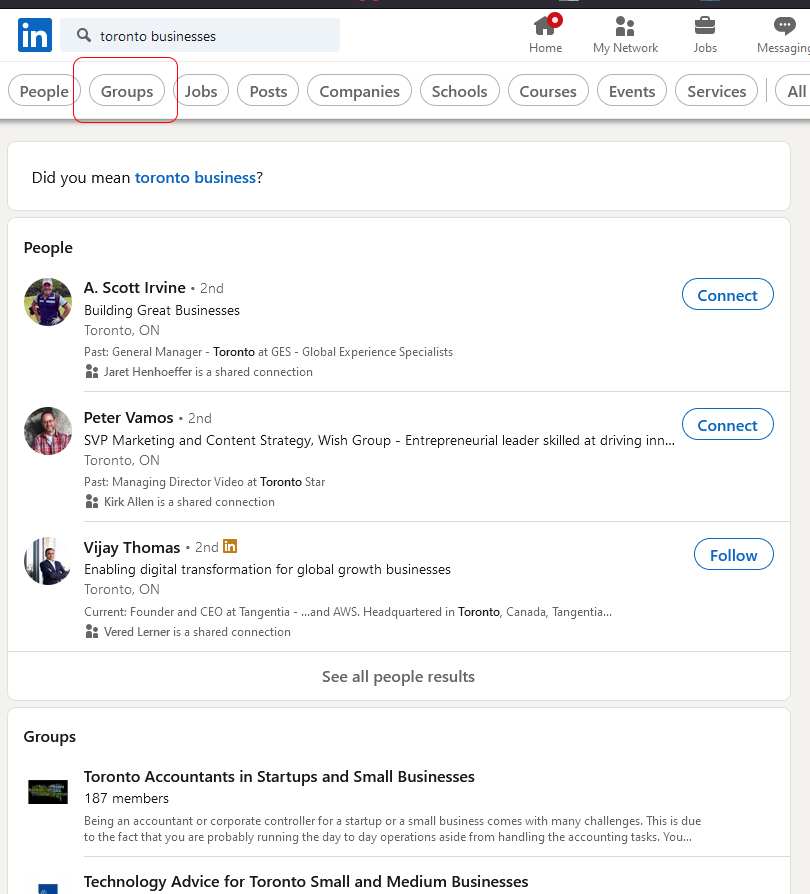 in
toronto businesses
Home
My Network
Jobs
Messaging
People
Groups
Jobs
Posts
Companies
Schools
Courses
Events
Services
All
Did you mean toronto business?
People
A. Scott Irvine • 2nd
Building Great Businesses
Toronto, ON
Past: General Manager - Toronto at GES - Global Experience Specialists
Jaret Henhoeffer is a shared connection
Connect
Peter Vamos • 2nd
SVP Marketing and Content Strategy, Wish Group - Entrepreneurial leader skilled at driving inn...
Toronto, ON
Past: Managing Director Video at Toronto Star
Kirk Allen is a shared connection
Connect
Vijay Thomas • 2nd in
Enabling digital transformation for global growth businesses
Toronto, ON
Current: Founder and CEO at Tangentia - ...and AWS. Headquartered in Toronto, Canada, Tangentia...
Vered Lerner is a shared connection
Follow
See all people results
Groups
Toronto Accountants in Startups and Small Businesses
187 members
Being an accountant or corporate controller for a startup or a small business comes with many challenges. This is due
to the fact that you are probably running the day to day operations aside from handling the accounting tasks. You...
Technology Advice for Toronto Small and Medium Businesses